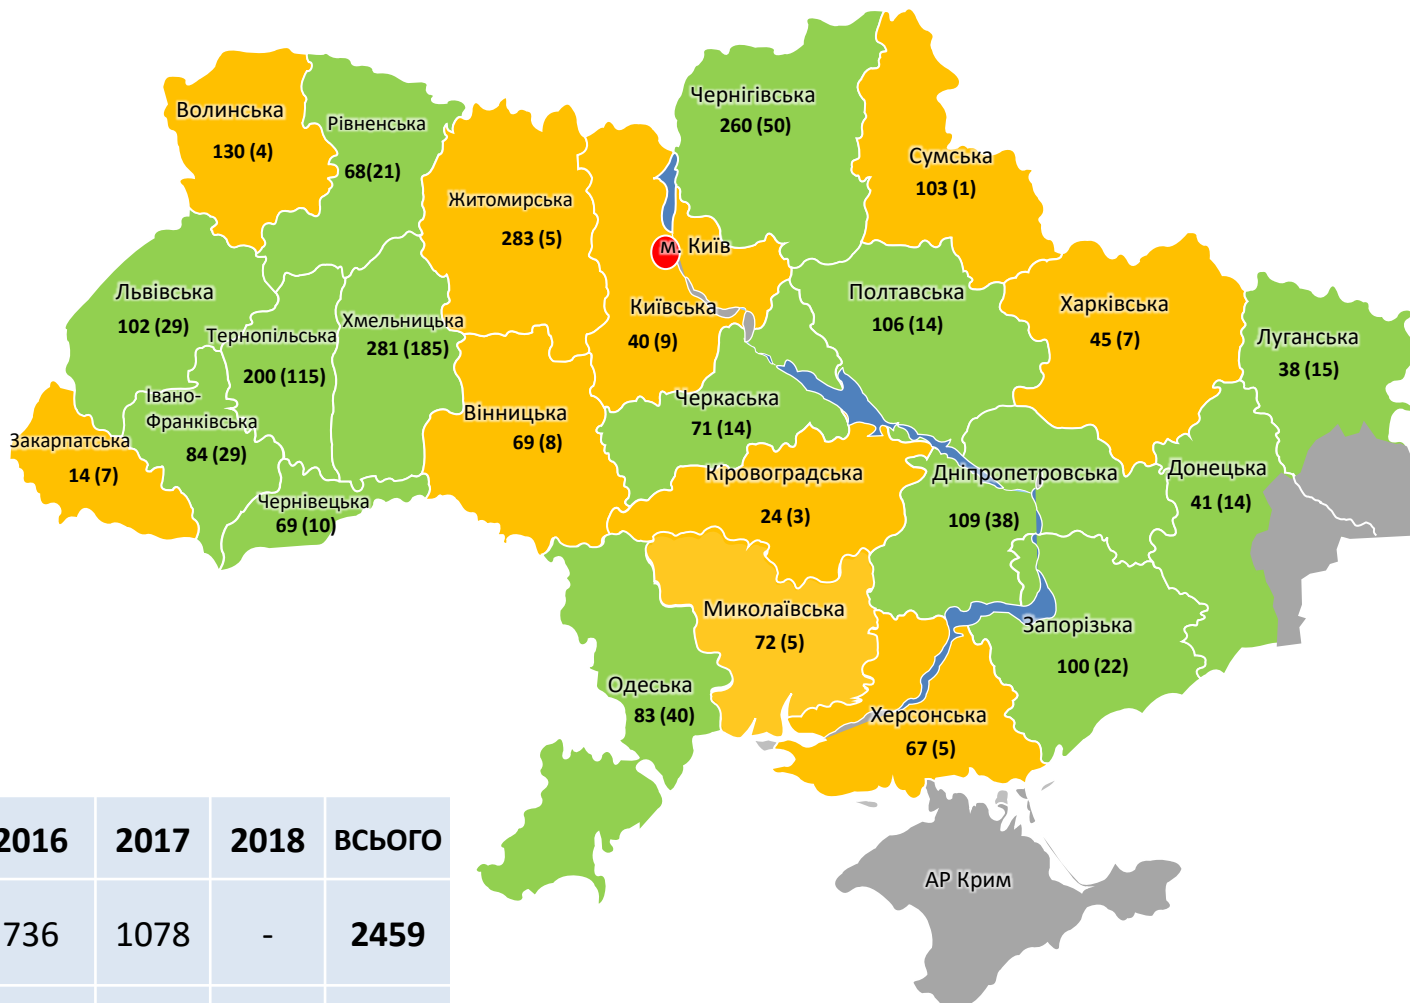 Волинська
130 (4)
Рівненська
68(21)
Житомирська
283 (5)
Чернігівська
260 (50)
Сумська
103 (1)
м. Київ
Київська
40 (9)
Львівська
102 (29)
Тернопільська
200 (115)
Хмельницька
281 (185)
Полтавська
106 (14)
Харківська
45 (7)
Луганська
38 (15)
Івано-
Франківська
84 (29)
Закарпатська
14 (7)
Чернівецька
69 (10)
Вінницька
69 (8)
Черкаська
71 (14)
Кіровоградська
24 (3)
Дніпропетровська
109 (38)
Донецька
41 (14)
Миколаївська
72 (5)
Запорізька
100 (22)
Одеська
83 (40)
Херсонська
67 (5)
АР Крим
2016 2017 2018 ВСЬОГО
736 1078 - 2459